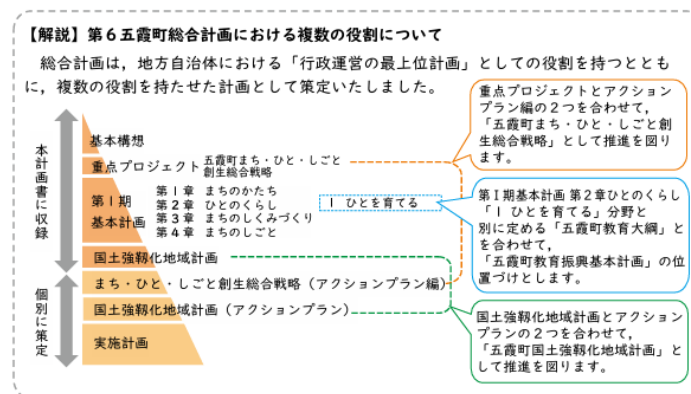 【解説】第６五霞町総合計画における複数の役割について
総合計画は，地方自治体における「行政運営の最上位計画」としての役割を持つととも
に，複数の役割を持たせた計画として策定いたしました。
本計画書に収録
基本構想
重点プロジェクト 五霞町まち・ひと・しごと
創生総合戦略
第Ⅰ期
基本計画
第１章 まちのかたち
第２章 ひとのくらし
第３章 まちのしくみづくり
第４章 まちのしごと
Ⅰ ひとを育てる
国土強靱化地域計画
個別に策定
まち・ひと・しごと創生総合戦略（アクションプラン編）
国土強靱化地域計画（アクションプラン）
実施計画
重点プロジェクトとアクション
プラン編の２つを合わせて，
「五霞町まち・ひと・しごと創
生総合戦略」として推進を図り
ます。
第Ⅰ期基本計画 第２章ひとのくらし
「Ⅰ ひとを育てる」分野と
別に定める「五霞町教育大綱」と
を合わせて，
「五霞町教育振興基本計画」の位
置づけとします。
国土強靱化地域計画とアクション
プランの２つを合わせて，
「五霞町国土強靱化地域計画」と
して推進を図ります。